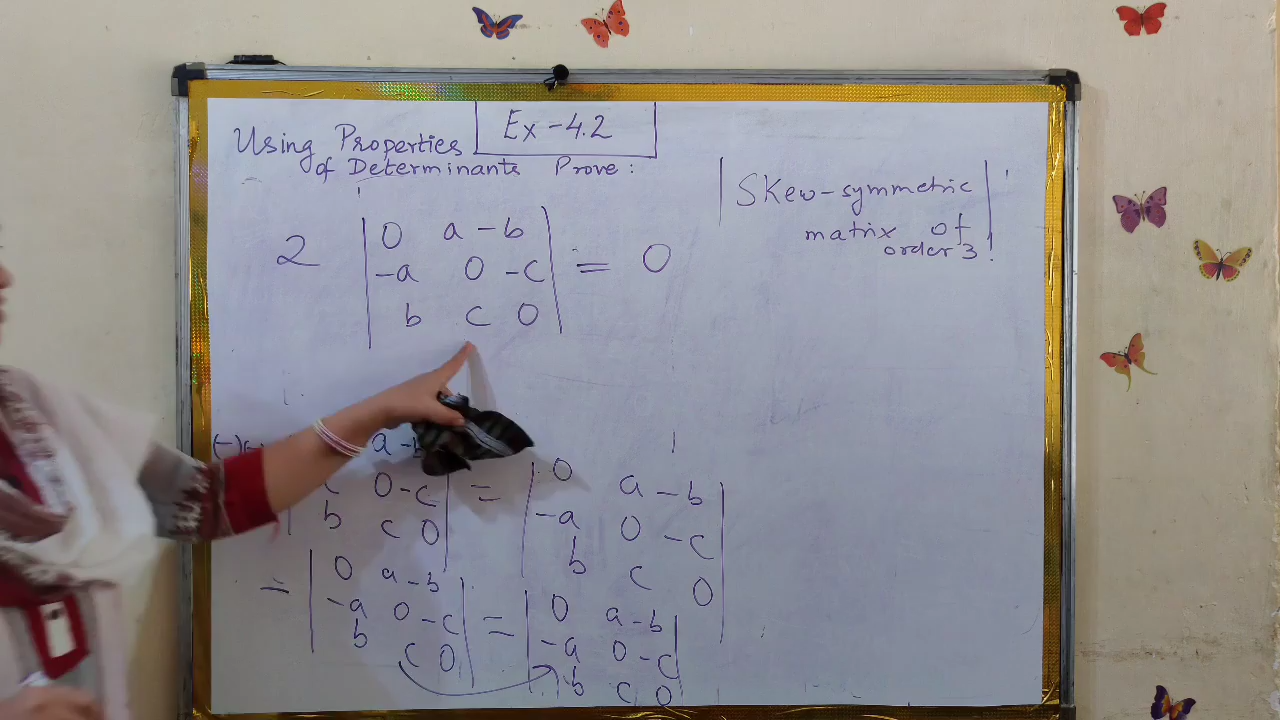 Ex - 4.2
Using Properties
of Determinants Prove:
Skew-symmetric
matrix of
order 3!
2 | 0 a -b | = 0
| -a 0 -c |
| b c 0 |
a -b
0 -c | = | 0 a -b |
b c 0 | | -a 0 -c |
| b c 0 |
= | 0 a -b | = | 0 a -b |
| -a 0 -c | | -a 0 -c |
| b c 0 | | b c 0 |